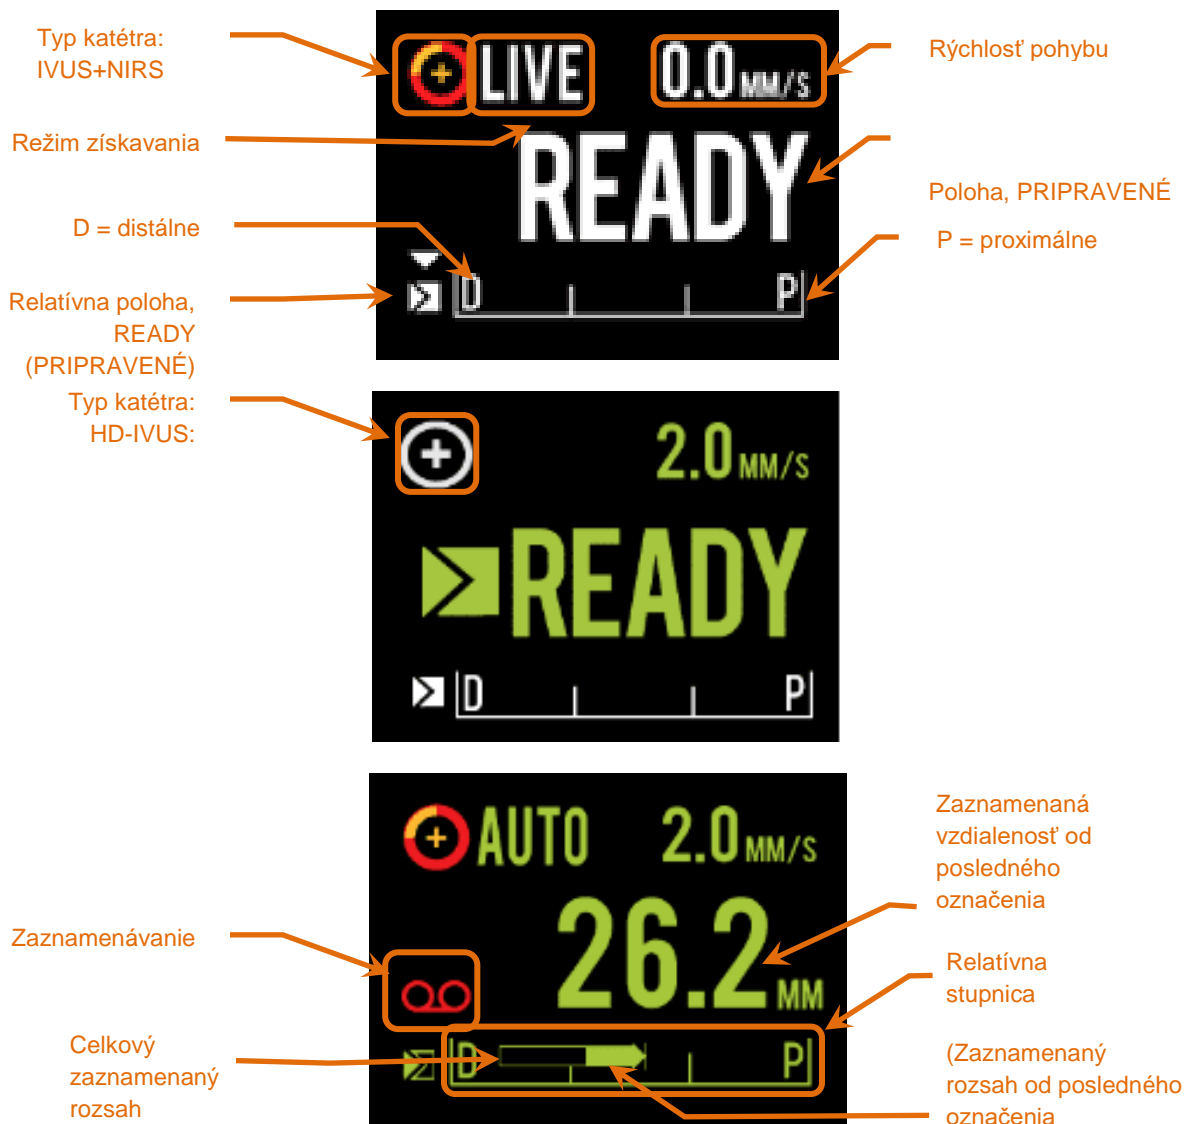 Typ katétra:
IVUS+NIRS
LIVE
0.0 MM/S
Rýchlosť pohybu
Režim získavania
READY
Poloha, PRIPRAVENÉ
D = distálne
P = proximálne
D P
Relatívna poloha,
READY
(PRIPRAVENÉ)
Typ katétra:
HD-IVUS:
2.0 MM/S
READY
D P
AUTO
2.0 MM/S
Zaznamenaná
vzdialenosť od
posledného
označenia
26.2 MM
Zaznamenávanie
Relatívna
stupnica
D P
Celkový
zaznamenaný
rozsah
(Zaznamenaný
rozsah od posledného
označenia